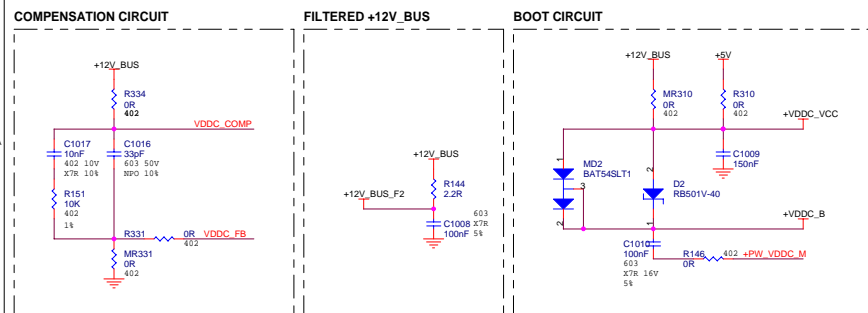 COMPENSATION CIRCUIT
+12V_BUS
R334
0R
402
VDDC_COMP
C1017
10nF
402 10V
X7R 10%
C1016
33pF
603 50V
NPO 10%
R151
10K
402
1%
R331
0R
402
VDDC_FB
MR331
0R
402
FILTERED +12V_BUS
+12V_BUS
R144
2.2R
+12V_BUS_F2
C1008
100nF
603
X7R
5%
BOOT CIRCUIT
+12V_BUS
+5V
MR310
0R
402
R310
0R
402
+VDDC_VCC
C1009
150nF
1
MD2
BAT54SLT1
3
2
2
D2
RB501V-40
1
+VDDC_B
C1010
100nF
603
X7R 16V
5%
R146
0R
402
+PW_VDDC_M